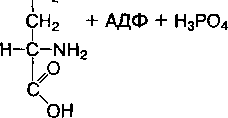 CH₂ + АДФ + H₃PO₄
H-C-NH₂
C=O
OH